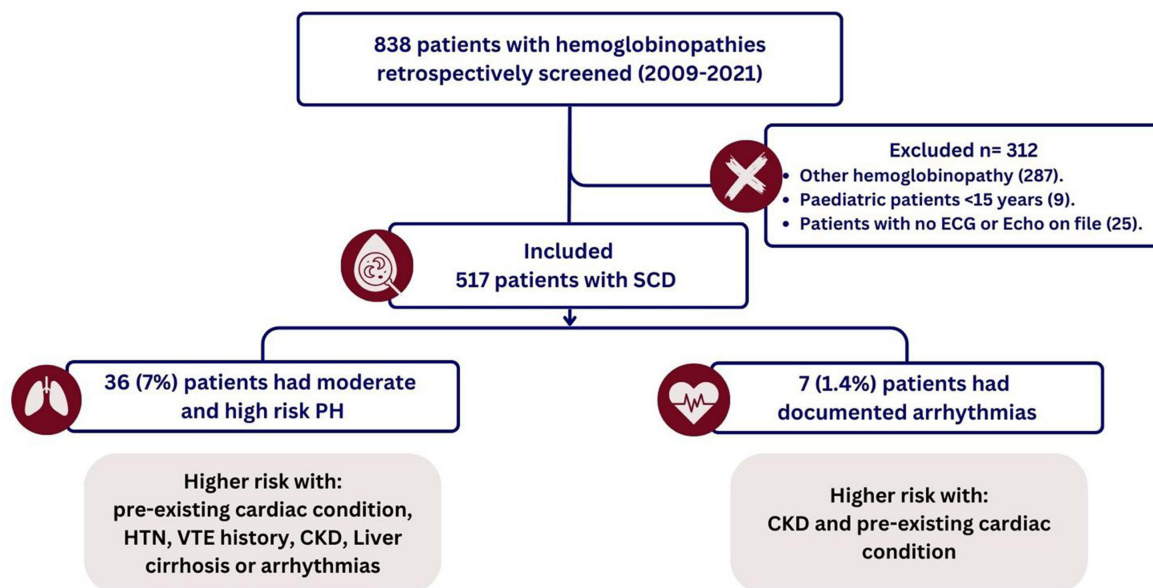 838 patients with hemoglobinopathies
retrospectively screened (2009-2021)
Excluded n= 312
• Other hemoglobinopathy (287).
• Paediatric patients <15 years (9).
• Patients with no ECG or Echo on file (25).
Included
517 patients with SCD
36 (7%) patients had moderate
and high risk PH
7 (1.4%) patients had
documented arrhythmias
Higher risk with:
pre-existing cardiac condition,
HTN, VTE history, CKD, Liver
cirrhosis or arrhythmias
Higher risk with:
CKD and pre-existing cardiac
condition